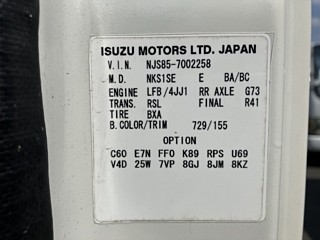 ISUZU MOTORS LTD. JAPAN
V.I.N. NJS85-7002258
M.D. NKS1SE E BA/BC
ENGINE LFB/4JJ1 RR AXLE G73
TRANS. RSL FINAL R41
TIRE BXA
B.COLOR/TRIM 729/155
OPTION
C60 E7N FF0 K89 RPS U69
V4D 25W 7VP 8GJ 8JM 8KZ